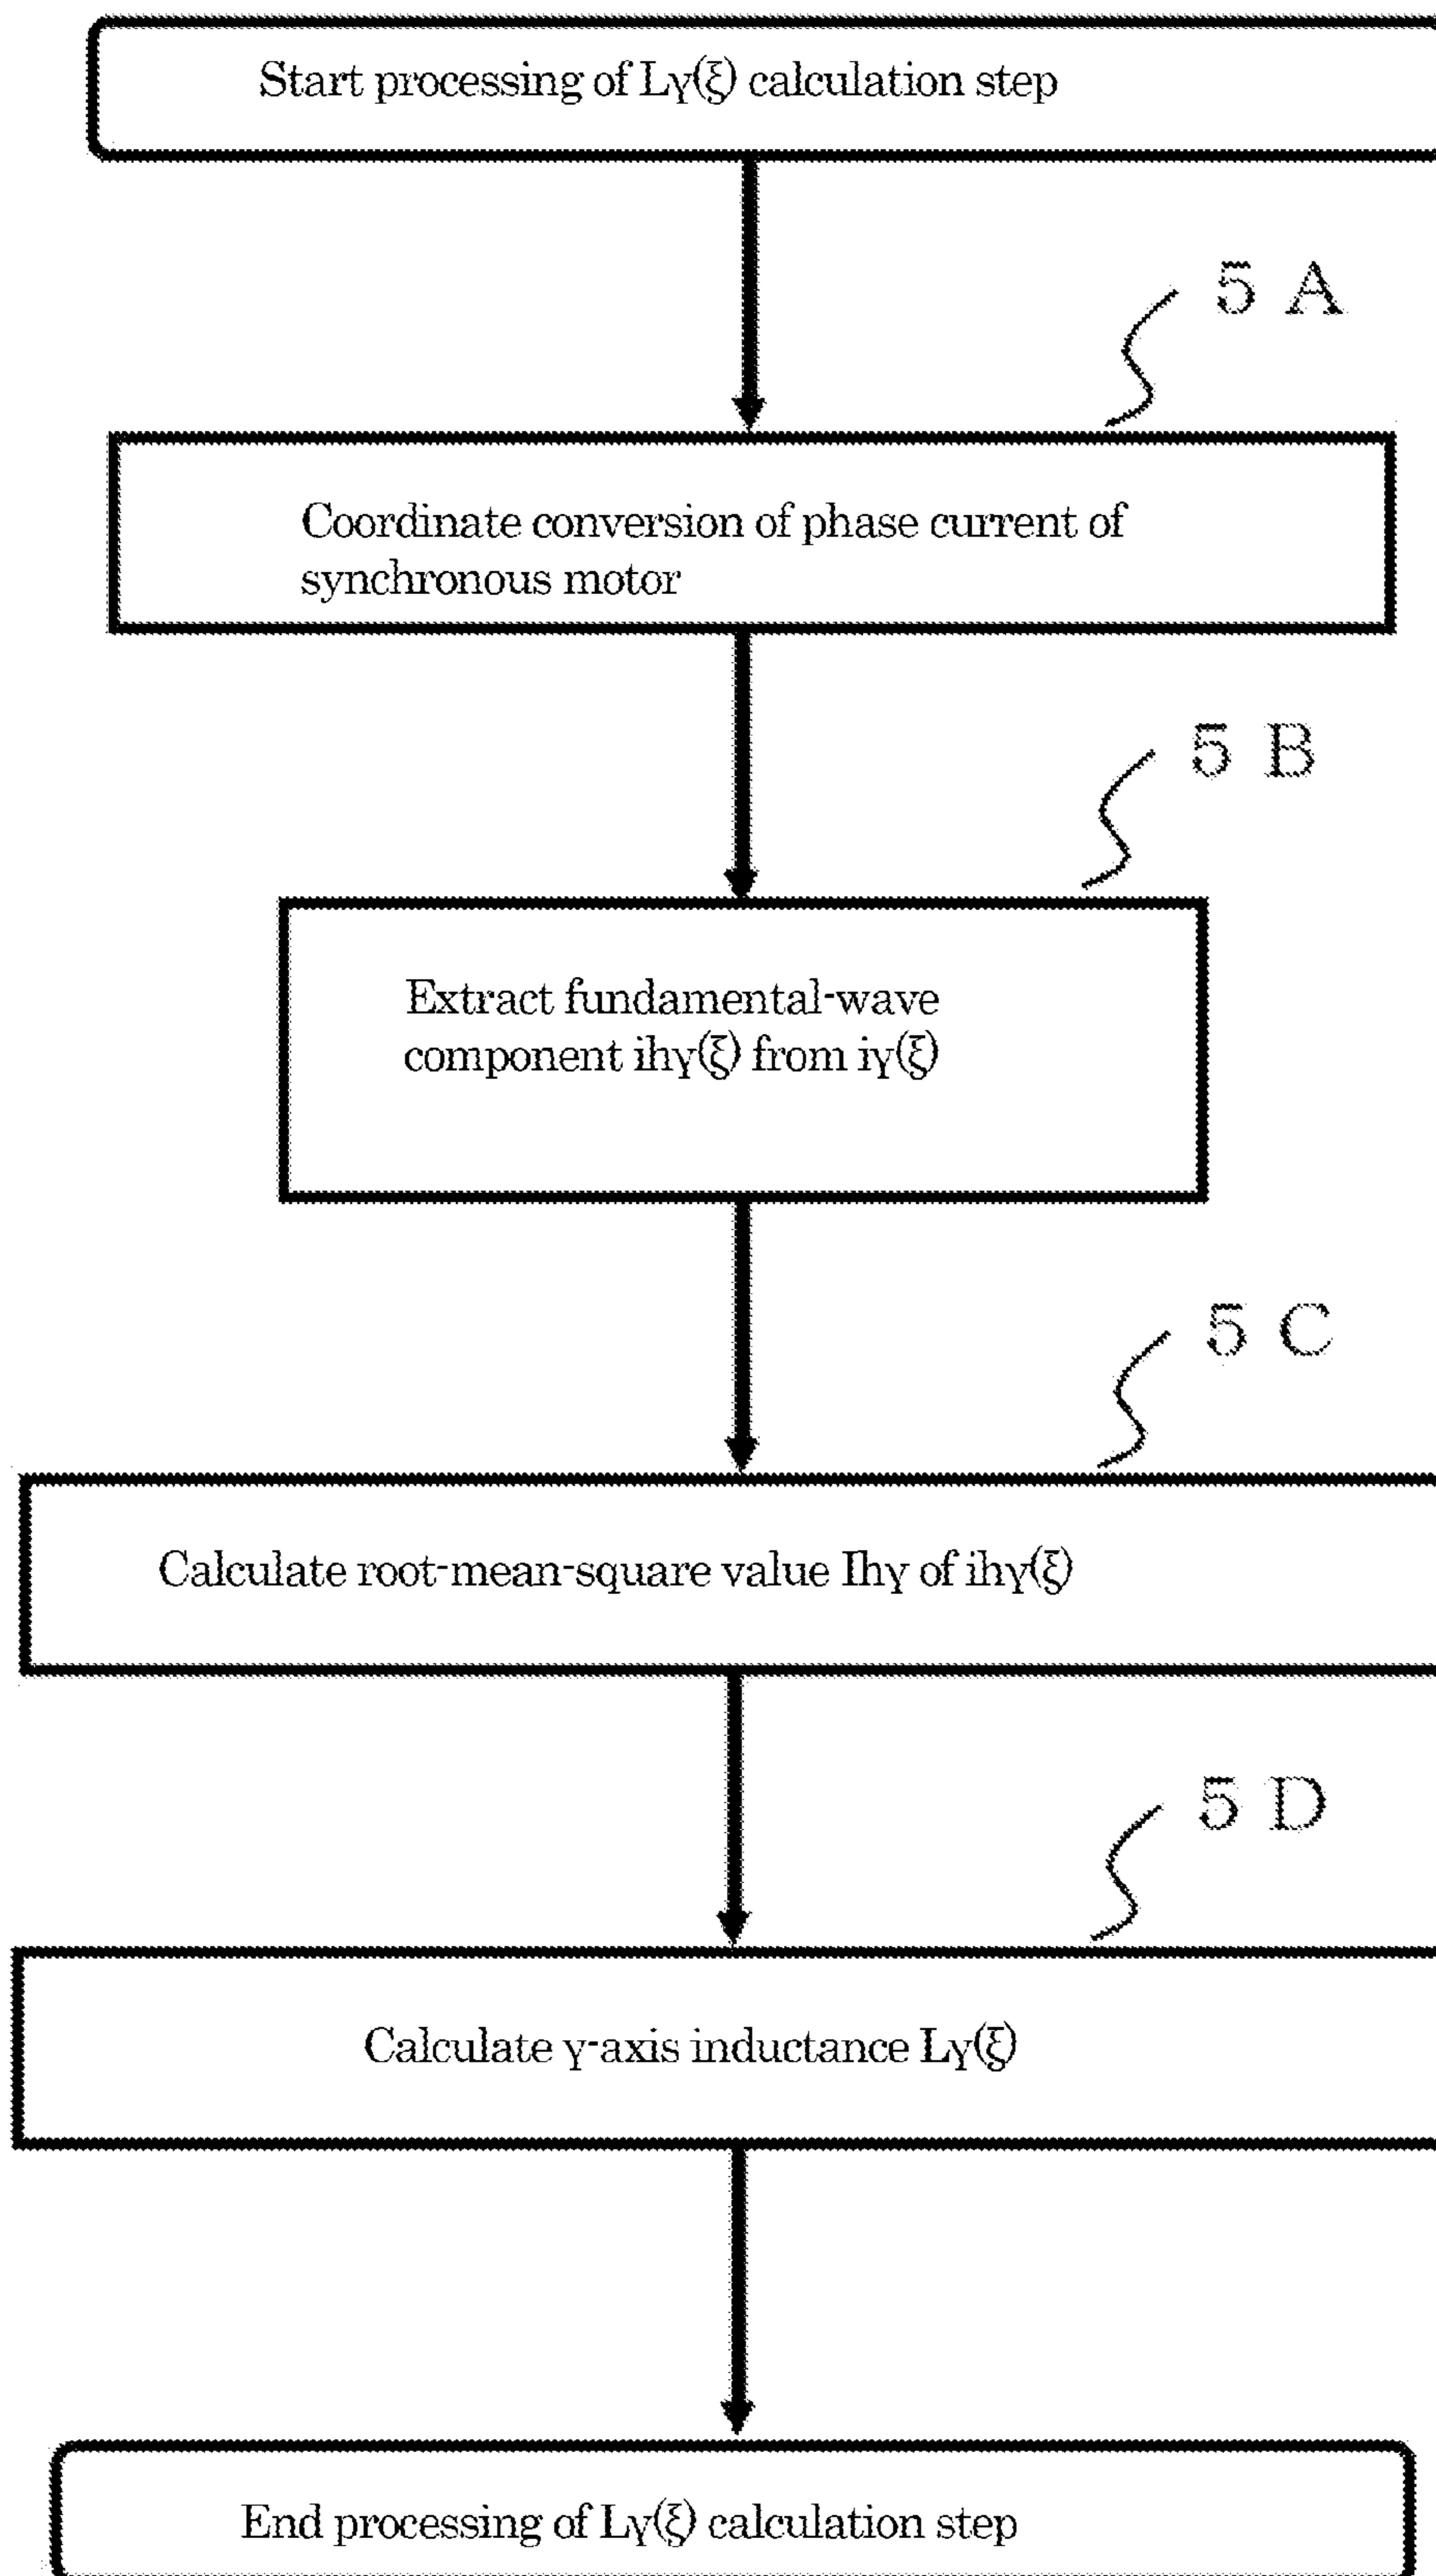 Start processing of Lγ(ξ) calculation step
5 A
Coordinate conversion of phase current of
synchronous motor
5 B
Extract fundamental-wave
component ihγ(ξ) from iγ(ξ)
5 C
Calculate root-mean-square value Ihγ of ihγ(ξ)
5 D
Calculate γ-axis inductance Lγ(ξ)
End processing of Lγ(ξ) calculation step